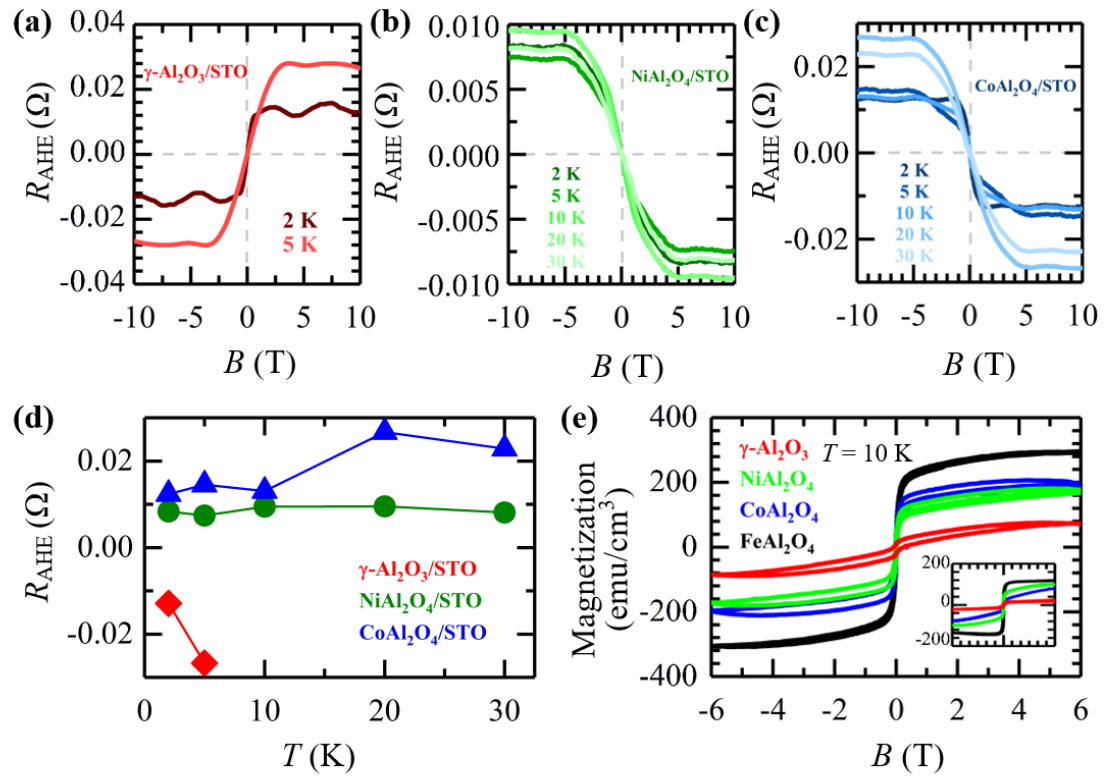 (a)
0.04
0.02
0.00
-0.02
-0.04
R_AHE (Ω)
γ-Al₂O₃/STO
2 K
5 K
-10 -5 0 5 10
B (T)
(b)
0.010
0.005
0.000
-0.005
-0.010
R_AHE (Ω)
NiAl₂O₄/STO
2 K
5 K
10 K
20 K
30 K
-10 -5 0 5 10
B (T)
(c)
0.02
0.00
-0.02
R_AHE (Ω)
CoAl₂O₄/STO
2 K
5 K
10 K
20 K
30 K
-10 -5 0 5 10
B (T)
(d)
0.02
0.00
-0.02
R_AHE (Ω)
γ-Al₂O₃/STO
NiAl₂O₄/STO
CoAl₂O₄/STO
0 10 20 30
T (K)
(e)
400
200
0
-200
-400
Magnetization
(emu/cm³)
γ-Al₂O₃ T = 10 K
NiAl₂O₄
CoAl₂O₄
FeAl₂O₄
200
0
-200
-6 -4 -2 0 2 4 6
B (T)